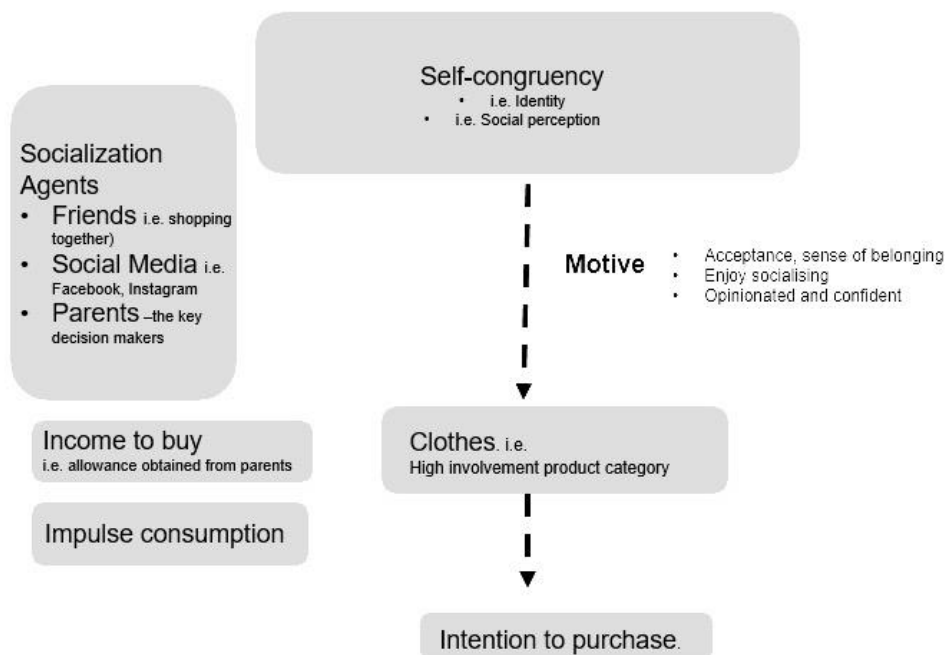 Self-congruency
• i.e. Identity
• i.e. Social perception
Socialization
Agents
• Friends i.e. shopping
together)
• Social Media i.e.
Facebook, Instagram
• Parents –the key
decision makers
Motive
• Acceptance, sense of belonging
• Enjoy socialising
• Opinionated and confident
Income to buy
i.e. allowance obtained from parents
Clothes. i.e.
High involvement product category
Impulse consumption
Intention to purchase.